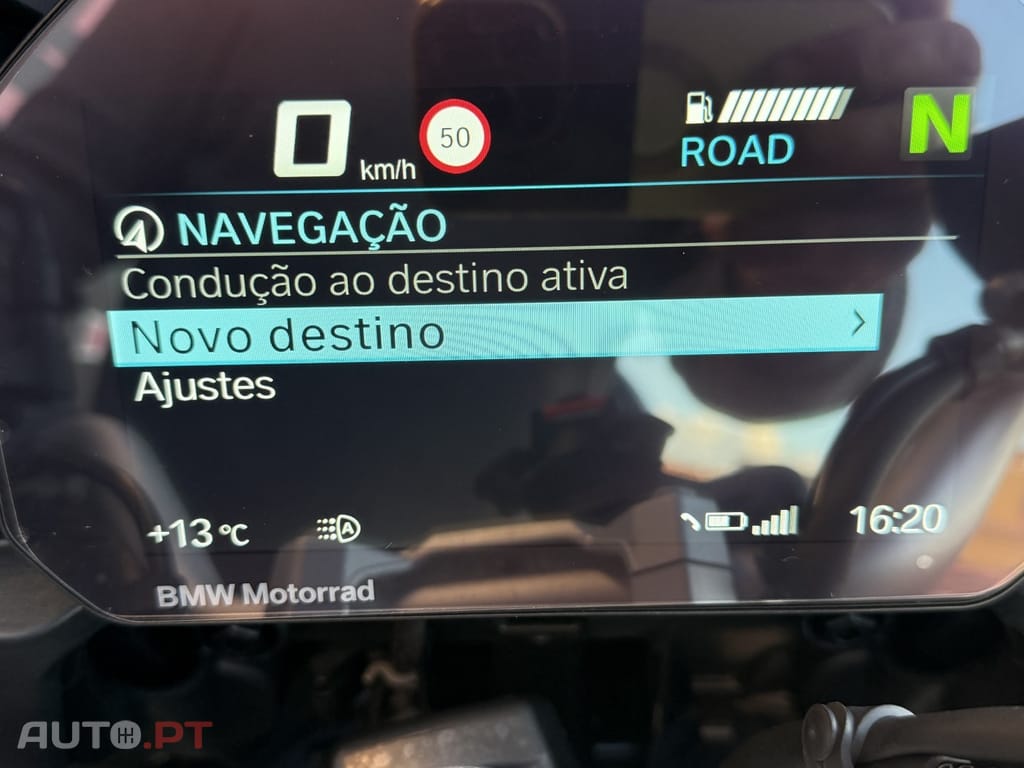 0 km/h 50 ROAD N
NAVEGAÇÃO
Condução ao destino ativa
Novo destino
Ajustes
+13 °C A 16:20
BMW Motorrad
AUTO.PT